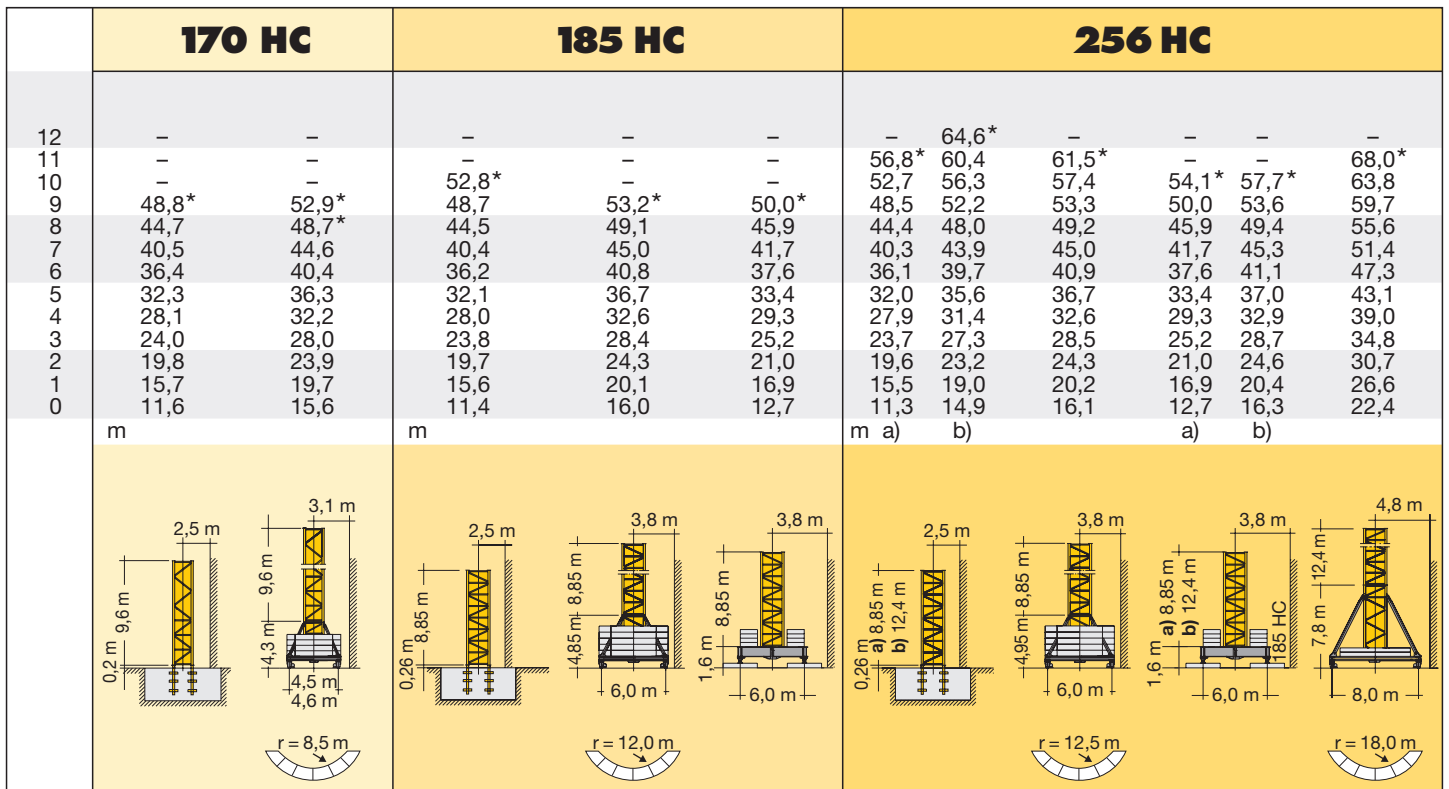 170 HC 185 HC 256 HC
12 – – – – – – 64,6* – – – –
11 – – – – – 56,8* 60,4 61,5* – – 68,0*
10 – – 52,8* – – 52,7 56,3 57,4 54,1* 57,7* 63,8
9 48,8* 52,9* 48,7 53,2* 50,0* 48,5 52,2 53,3 50,0 53,6 59,7
8 44,7 48,7* 44,5 49,1 45,9 44,4 48,0 49,2 45,9 49,4 55,6
7 40,5 44,6 40,4 45,0 41,7 40,3 43,9 45,0 41,7 45,3 51,4
6 36,4 40,4 36,2 40,8 37,6 36,1 39,7 40,9 37,6 41,1 47,3
5 32,3 36,3 32,1 36,7 33,4 32,0 35,6 36,7 33,4 37,0 43,1
4 28,1 32,2 28,0 32,6 29,3 27,9 31,4 32,6 29,3 32,9 39,0
3 24,0 28,0 23,8 28,4 25,2 23,7 27,3 28,5 25,2 28,7 34,8
2 19,8 23,9 19,7 24,3 21,0 19,6 23,2 24,3 21,0 24,6 30,7
1 15,7 19,7 15,6 20,1 16,9 15,5 19,0 20,2 16,9 20,4 26,6
0 11,6 15,6 11,4 16,0 12,7 11,3 14,9 16,1 12,7 16,3 22,4
m m m a) b) a) b)
2,5 m
9,6 m
0,2 m
3,1 m
9,6 m
4,3 m
4,5 m
4,6 m
r = 8,5 m
2,5 m
8,85 m
0,26 m
3,8 m
8,85 m
4,85 m
6,0 m
r = 12,0 m
3,8 m
8,85 m
1,6 m
6,0 m
2,5 m
a) 8,85 m
b) 12,4 m
0,26 m
3,8 m
8,85 m
4,95 m
6,0 m
r = 12,5 m
3,8 m
a) 8,85 m
b) 12,4 m
1,6 m
185 HC
6,0 m
4,8 m
12,4 m
7,8 m
8,0 m
r = 18,0 m